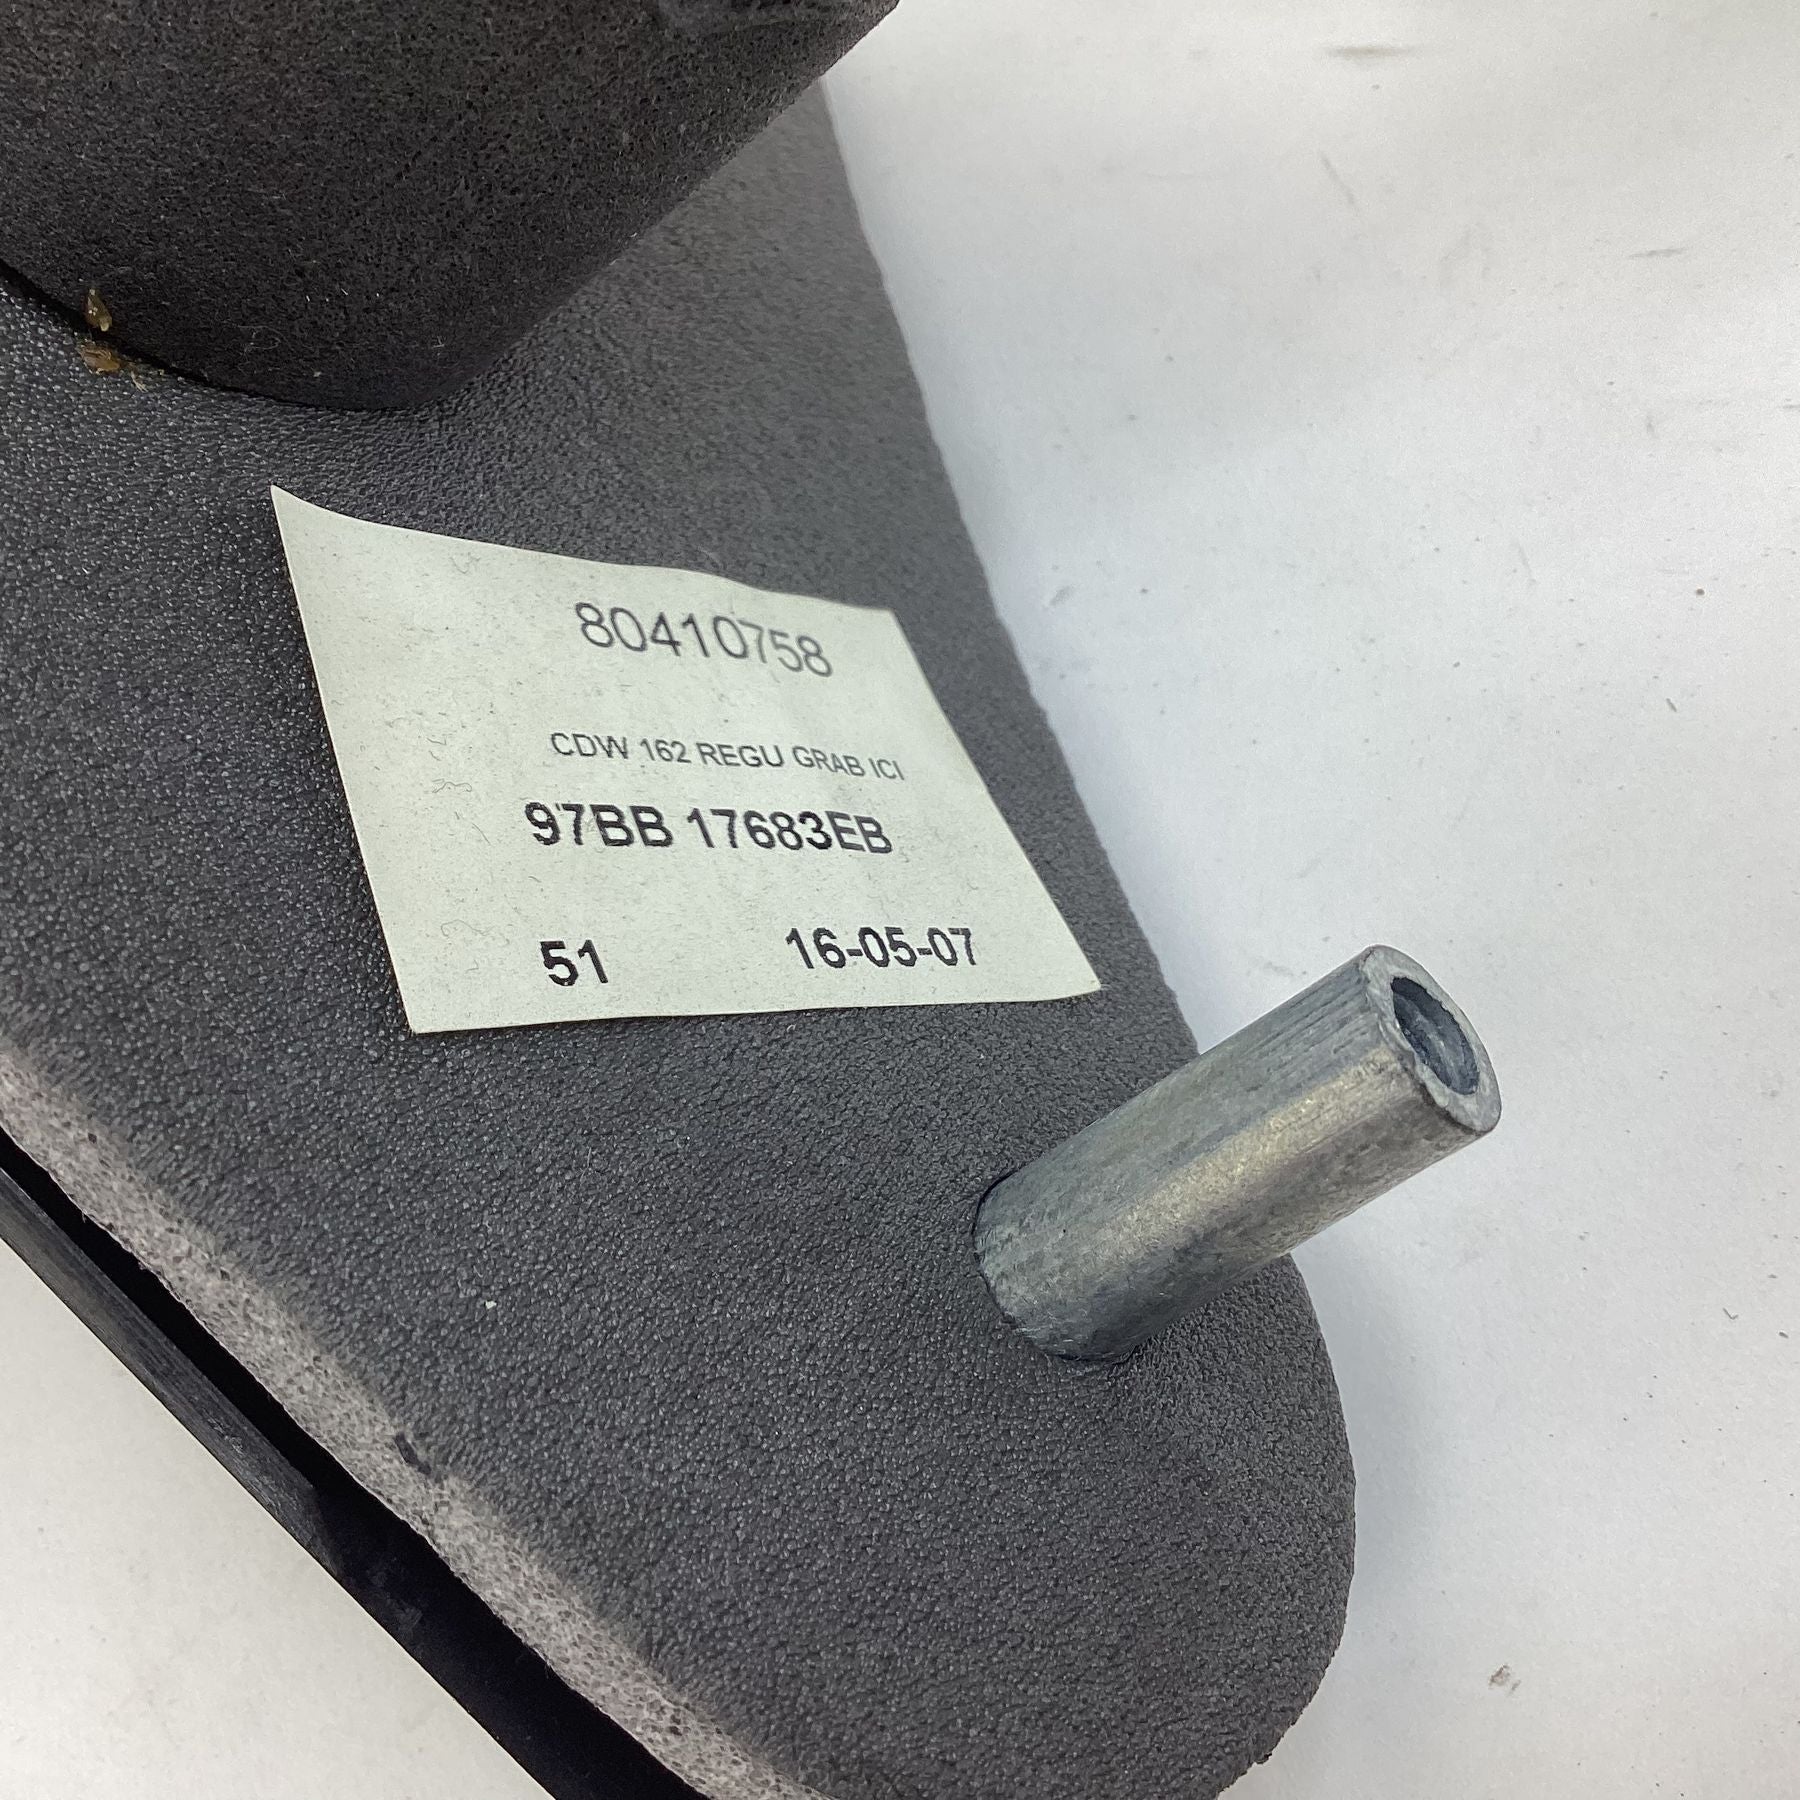 80410758
CDW 162 REGU GRAB ICI
97BB 17683EB
51 16-05-07